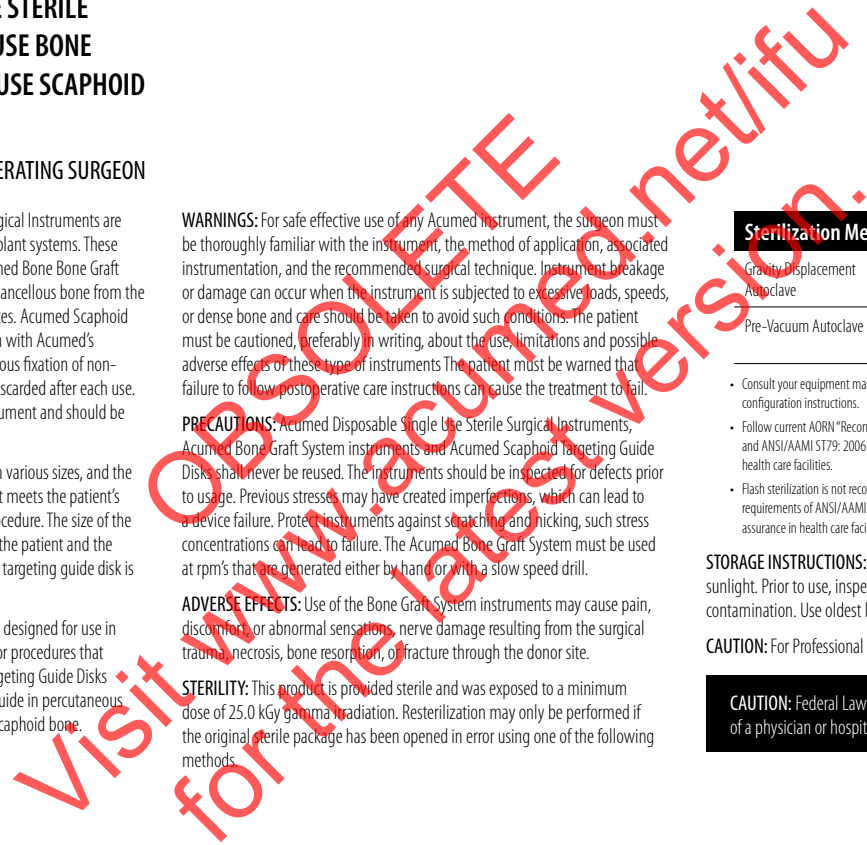 E STERILE
USE BONE
USE SCAPHOID
ERATING SURGEON
gical Instruments are
plant systems. These
ned Bone Bone Graft
ancellous bone from the
es. Acumed Scaphoid
n with Acumed's
ous fixation of non-
scarded after each use.
ument and should be
n various sizes, and the
t meets the patient's
cedure. The size of the
the patient and the
targeting guide disk is
designed for use in
or procedures that
geting Guide Disks
uide in percutaneous
caphoid bone.
WARNINGS: For safe effective use of any Acumed instrument, the surgeon must
be thoroughly familiar with the instrument, the method of application, associated
instrumentation, and the recommended surgical technique. Instrument breakage
or damage can occur when the instrument is subjected to excessive loads, speeds,
or dense bone and care should be taken to avoid such conditions. The patient
must be cautioned, preferably in writing, about the use, limitations and possible
adverse effects of these type of instruments The patient must be warned that
failure to follow postoperative care instructions can cause the treatment to fail.
PRECAUTIONS: Acumed Disposable Single Use Sterile Surgical Instruments,
Acumed Bone Graft System instruments and Acumed Scaphoid Targeting Guide
Disks shall never be reused. The instruments should be inspected for defects prior
to usage. Previous stresses may have created imperfections, which can lead to
a device failure. Protect instruments against scratching and nicking, such stress
concentrations can lead to failure. The Acumed Bone Graft System must be used
at rpm's that are generated either by hand or with a slow speed drill.
ADVERSE EFFECTS: Use of the Bone Graft System instruments may cause pain,
discomfort, or abnormal sensations, nerve damage resulting from the surgical
trauma, necrosis, bone resorption, or fracture through the donor site.
STERILITY: This product is provided sterile and was exposed to a minimum
dose of 25.0 kGy gamma irradiation. Resterilization may only be performed if
the original sterile package has been opened in error using one of the following
methods.
Sterilization Me
Gravity Displacement
Autoclave
Pre-Vacuum Autoclave
• Consult your equipment ma
configuration instructions.
• Follow current AORN "Recon
and ANSI/AAMI ST79: 2006
health care facilities.
• Flash sterilization is not reco
requirements of ANSI/AAMI
assurance in health care faci
STORAGE INSTRUCTIONS:
sunlight. Prior to use, inspe
contamination. Use oldest l
CAUTION: For Professional
CAUTION: Federal Law
of a physician or hospit
OBSOLETE
Visit www.acumed.net/ifu
for the latest version.